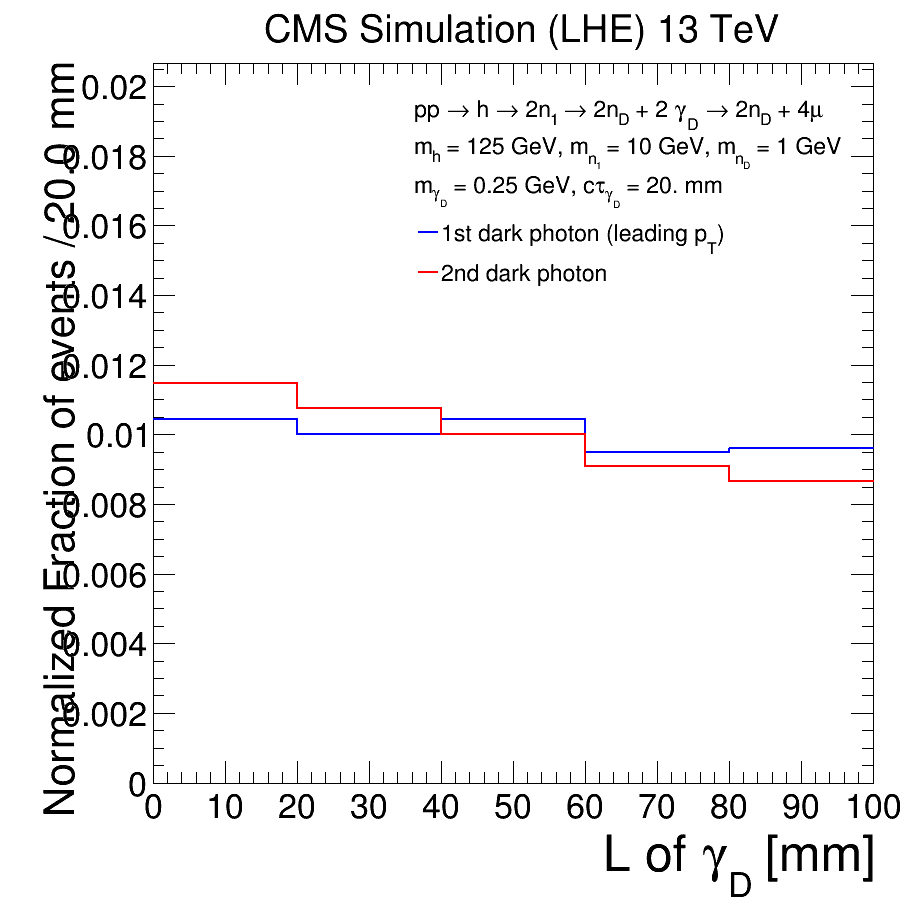 CMS Simulation (LHE) 13 TeV
pp → h → 2n1 → 2nD + 2 γD → 2nD + 4μ
mh = 125 GeV, mn1 = 10 GeV, mnD = 1 GeV
mγD = 0.25 GeV, cτγD = 20. mm
1st dark photon (leading pT)
2nd dark photon
Normalized Fraction of events / 20.0 mm
0.02
0.018
0.016
0.014
0.012
0.01
0.008
0.006
0.004
0.002
0
0 10 20 30 40 50 60 70 80 90 100
L of γD [mm]